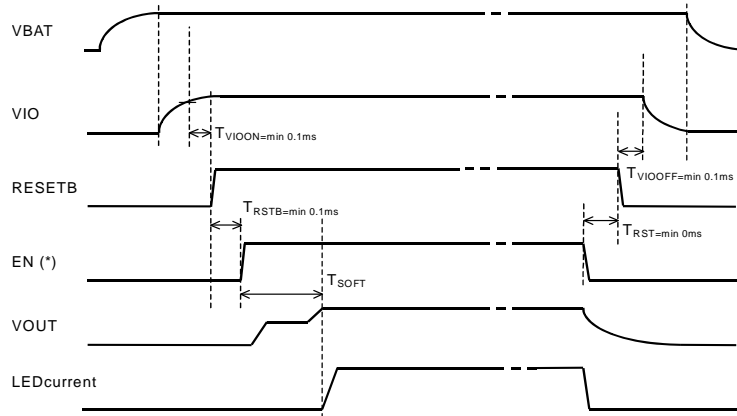 VBAT
VIO
TVIOON=min 0.1ms
TVIOOFF=min 0.1ms
RESETB
TRSTB=min 0.1ms
TRST=min 0ms
EN (*)
TSOFT
VOUT
LEDcurrent